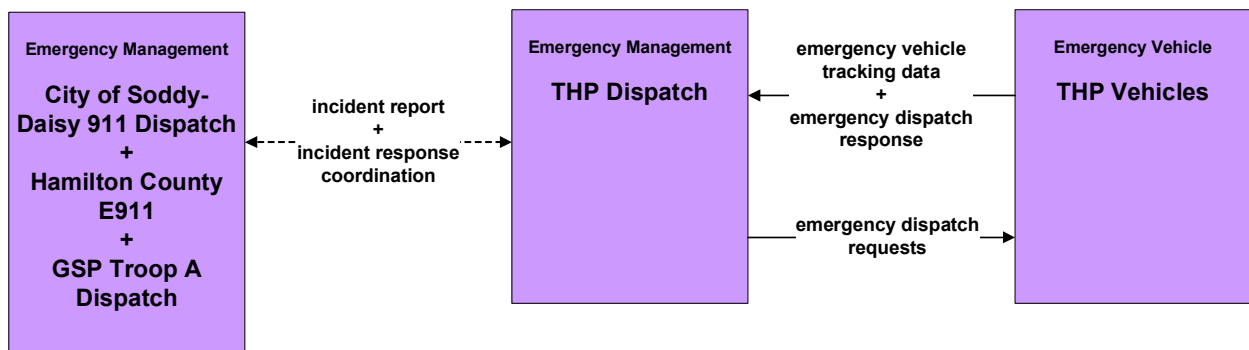 Emergency Management
City of Soddy-
Daisy 911 Dispatch
+
Hamilton County
E911
+
GSP Troop A
Dispatch
incident report
+
incident response
coordination
Emergency Management
THP Dispatch
emergency vehicle
tracking data
+
emergency dispatch
response
emergency dispatch
requests
Emergency Vehicle
THP Vehicles